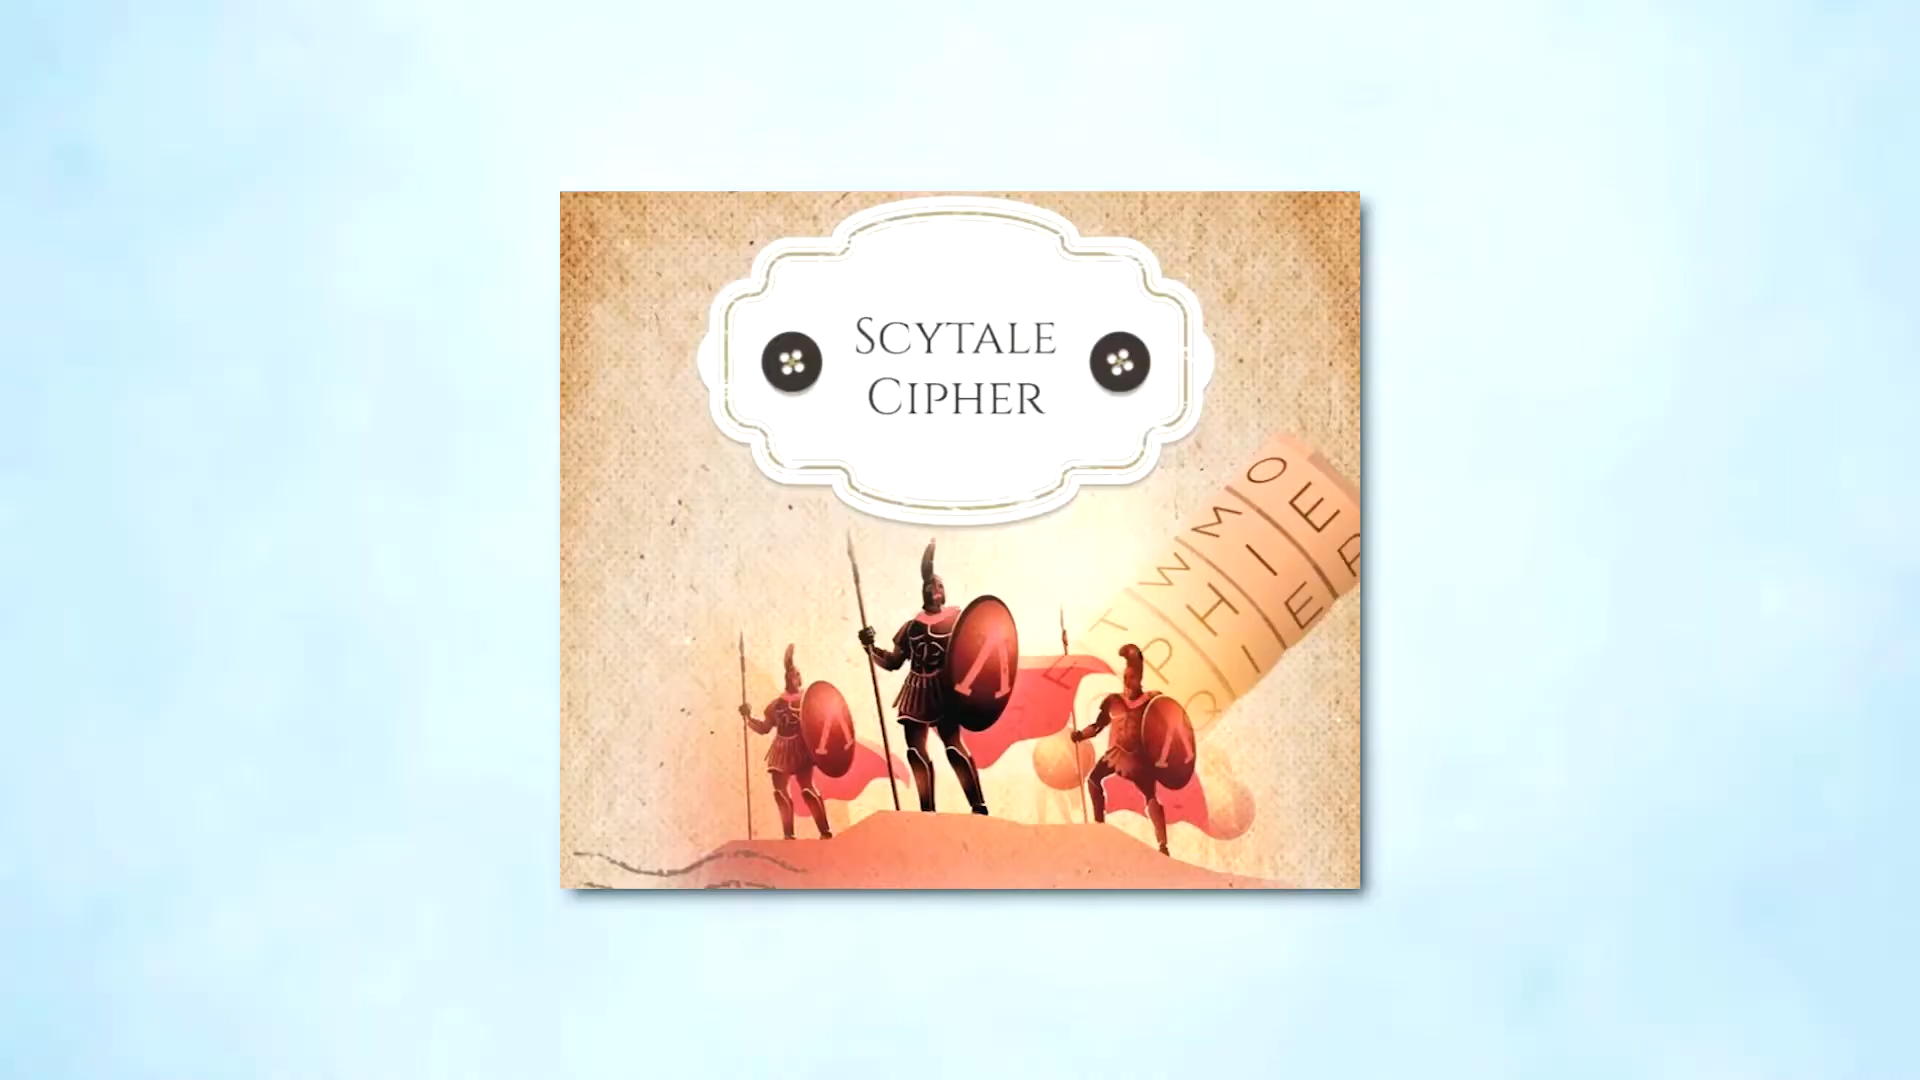 SCYTALE
CIPHER
O
M E
W I P
T H E
E P I
R
Λ
Λ
Λ